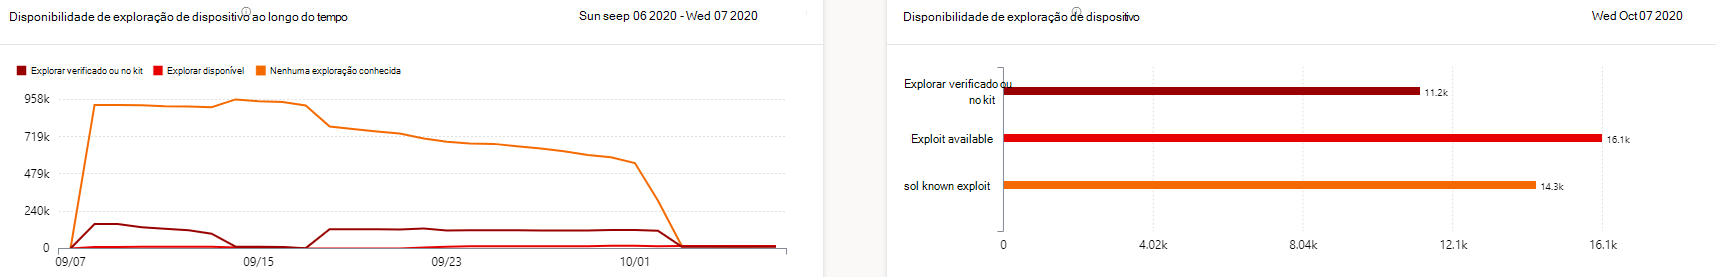 Disponibilidade de exploração de dispositivo ao longo do tempo
Sun seep 06 2020 - Wed 07 2020
Explorar verificado ou no kit
Explorar disponível
Nenhuma exploração conhecida
958k
719k
479k
240k
0
09/07
09/15
09/23
10/01
Disponibilidade de exploração de dispositivo
Wed Oct 07 2020
Explorar verificado ou
no kit
11.2k
Exploit available
16.1k
sol known exploit
14.3k
0
4.02k
8.04k
12.1k
16.1k